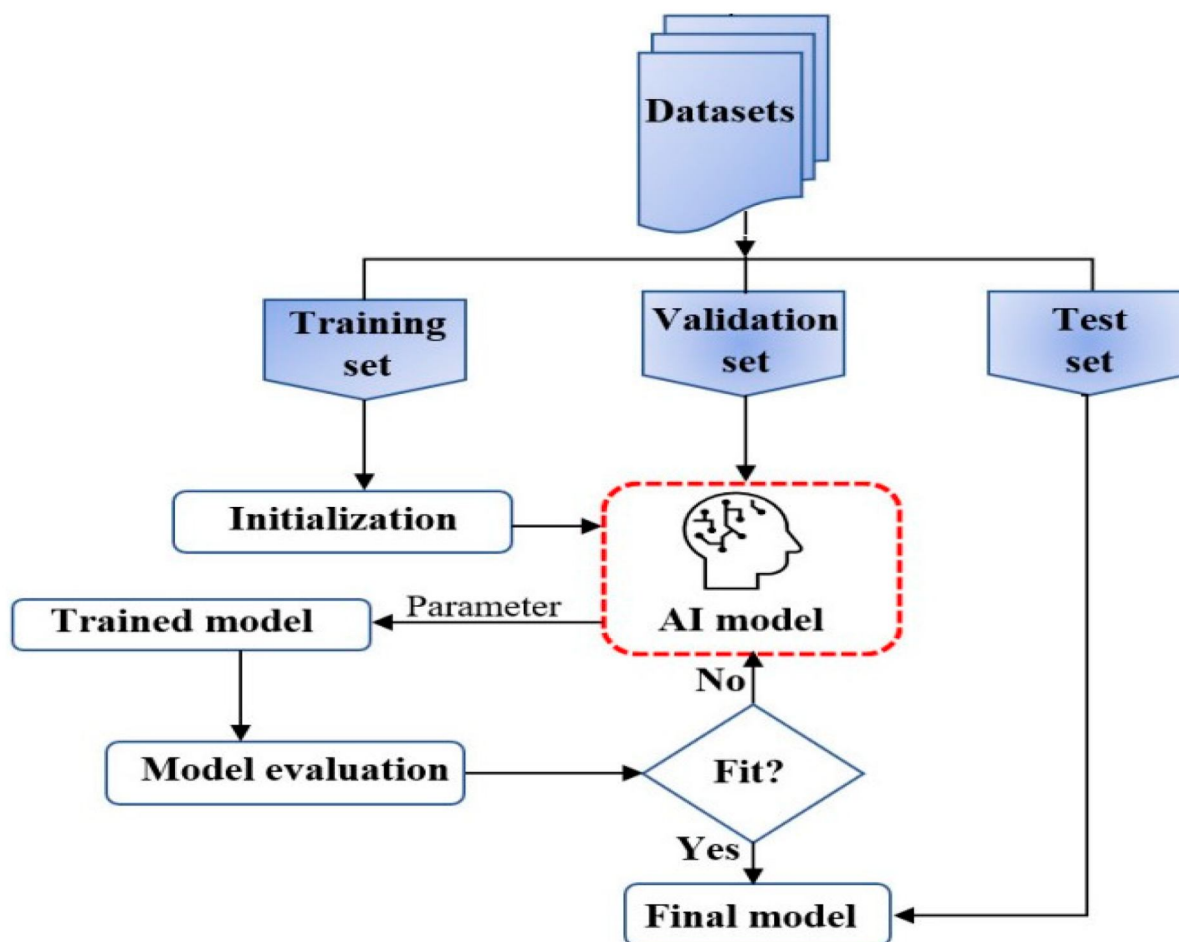 Datasets
Training
set
Validation
set
Test
set
Initialization
AI model
Parameter
Trained model
No
Model evaluation
Fit?
Yes
Final model